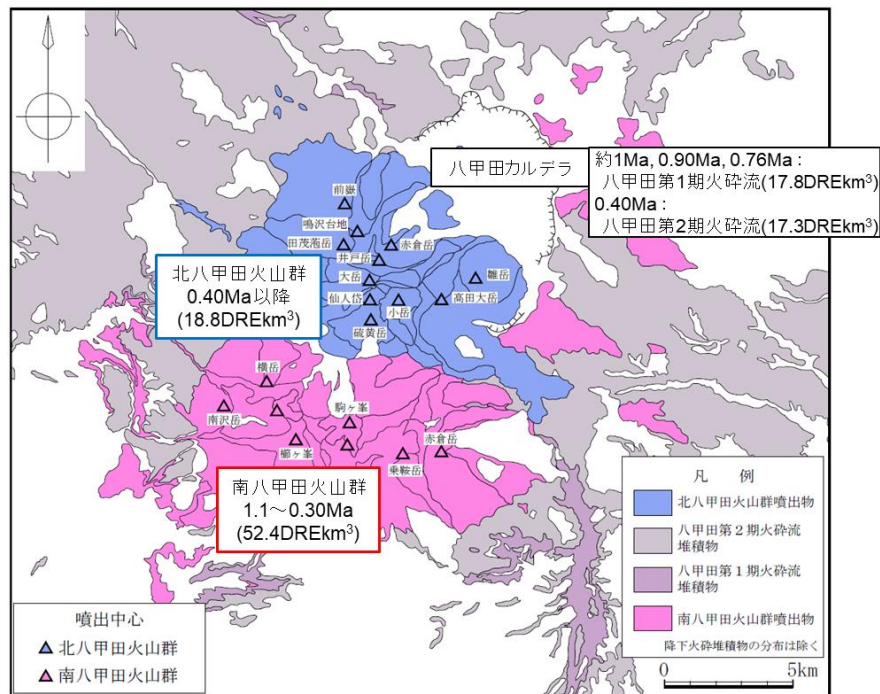 八甲田カルデラ
約1Ma, 0.90Ma, 0.76Ma :
八甲田第1期火砕流(17.8DREkm³)
0.40Ma :
八甲田第2期火砕流(17.3DREkm³)
前嶽
鳴沢台地
田茂萢岳
赤倉岳
井戸岳
大岳
雛岳
仙人岱
小岳
高田大岳
硫黄岳
北八甲田火山群
0.40Ma以降
(18.8DREkm³)
横岳
南沢岳
駒ヶ峯
櫛ヶ峯
赤倉岳
乗鞍岳
南八甲田火山群
1.1～0.30Ma
(52.4DREkm³)
凡 例
北八甲田火山群噴出物
八甲田第2期火砕流
堆積物
八甲田第1期火砕流
堆積物
南八甲田火山群噴出物
降下火砕堆積物の分布は除く
0 5km
噴出中心
北八甲田火山群
南八甲田火山群